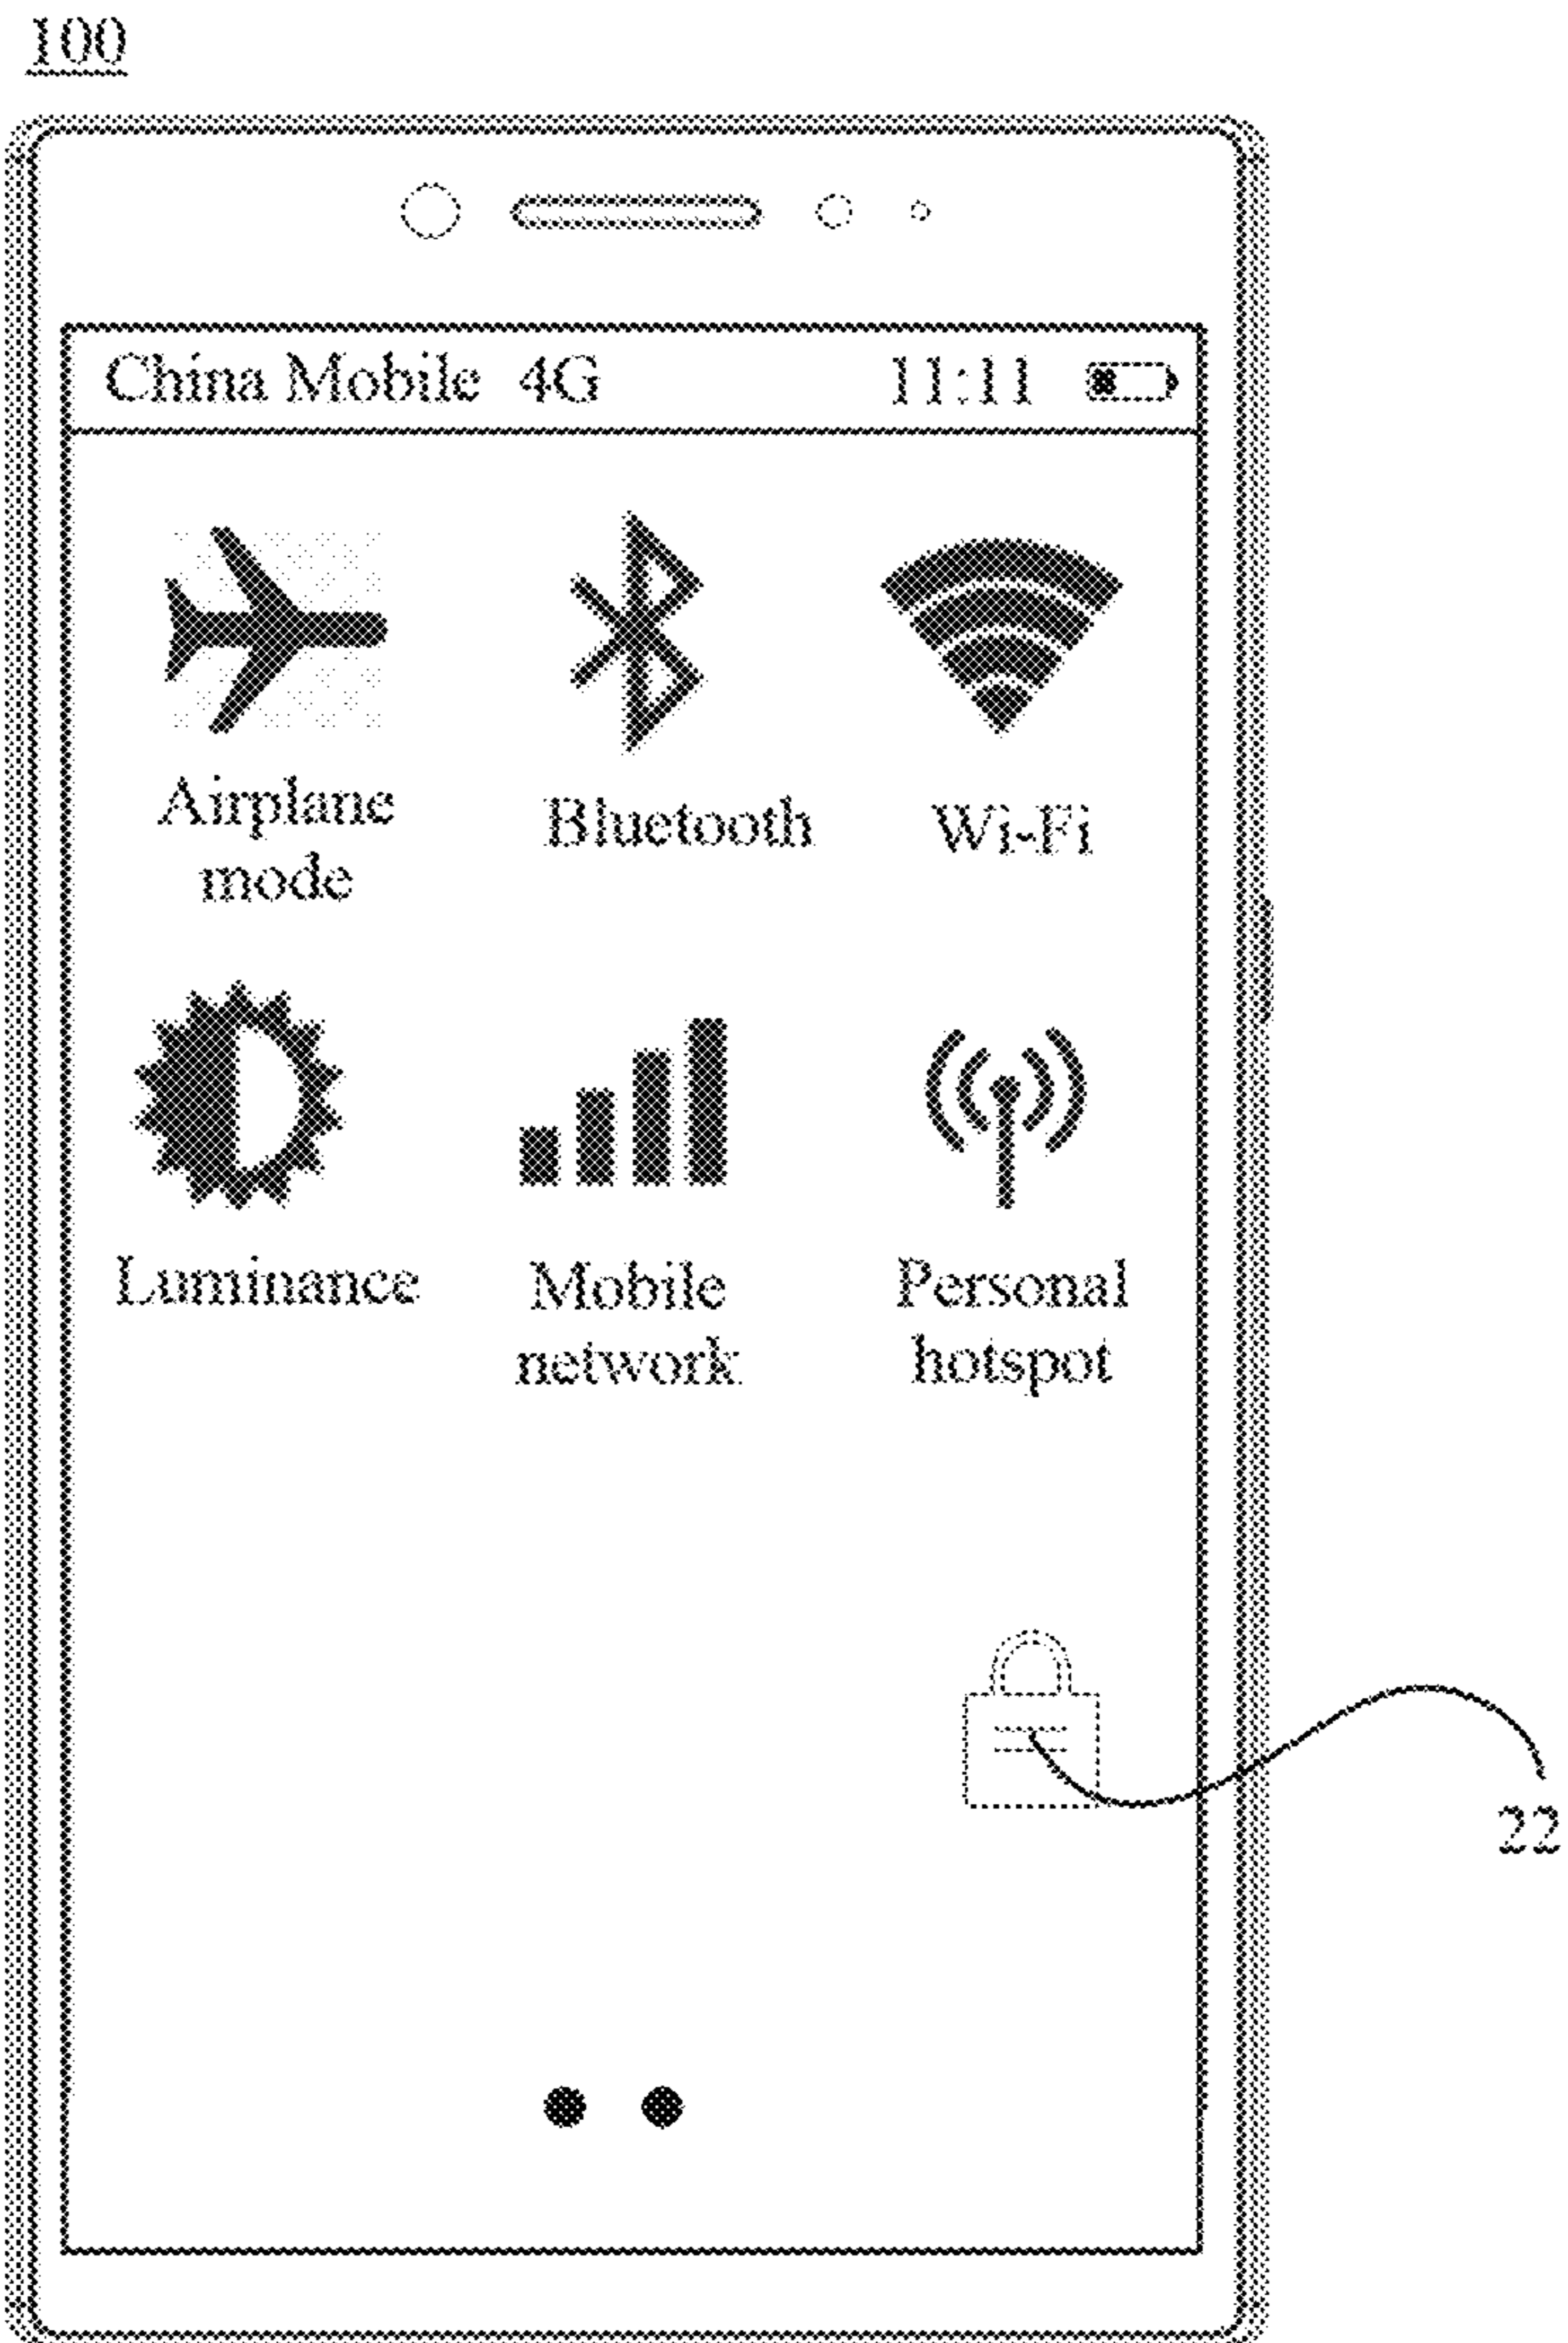 100
China Mobile 4G 11:11
Airplane
mode
Bluetooth
Wi-Fi
Luminance
Mobile
network
Personal
hotspot
22